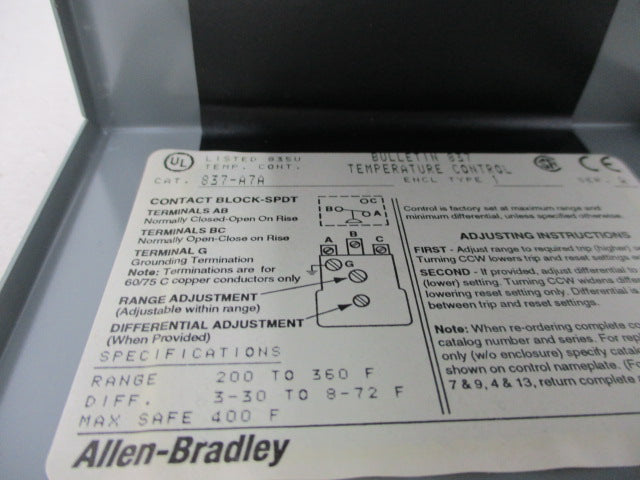 UL LISTED 835U
TEMP. CONT.
BULLETIN 837
TEMPERATURE CONTROL
CE
CAT. 837-A7A
ENCL TYPE 1
SER.
CONTACT BLOCK-SPDT
TERMINALS AB
Normally Closed-Open On Rise
TERMINALS BC
Normally Open-Close on Rise
TERMINAL G
Grounding Termination
Note: Terminations are for
60/75 C copper conductors only
RANGE ADJUSTMENT
(Adjustable within range)
DIFFERENTIAL ADJUSTMENT
(When Provided)
OC
BO
OA
A B C
G
SPECIFICATIONS
RANGE 200 TO 360 F
DIFF. 3-30 TO 8-72 F
MAX SAFE 400 F
Allen-Bradley
Control is factory set at maximum range and
minimum differential, unless specified otherwise.
ADJUSTING INSTRUCTIONS
FIRST - Adjust range to required trip (higher)
Turning CCW lowers trip and reset settings
SECOND - If provided, adjust differential to
(lower) setting. Turning CCW widens
lowering reset setting only. Differential is
between trip and reset settings.
Note: When re-ordering complete
catalog number and series. For
only (w/o enclosure) specify
shown on control nameplate.
7 & 9, 4 & 13, return complete